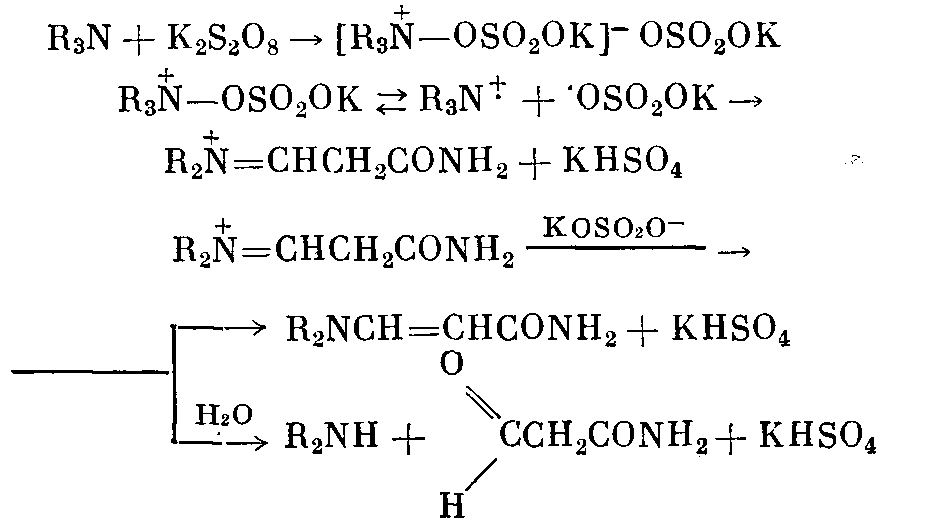 R₃N + K₂S₂O₈ → [R₃N⁺—OSO₂OK]⁻ OSO₂OK
R₃N⁺—OSO₂OK ⇄ R₃N⁺· + ·OSO₂OK →
R₂N⁺=CHCH₂CONH₂ + KHSO₄
R₂N⁺=CHCH₂CONH₂ KOSO₂O⁻ →
→ R₂NCH=CHCONH₂ + KHSO₄
H₂O → R₂NH + O=C(H)CH₂CONH₂ + KHSO₄